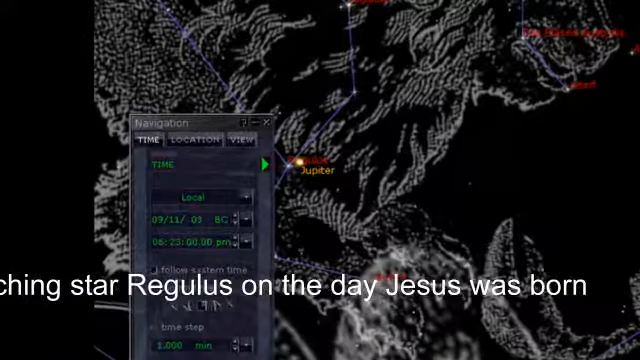 Navigation
TIME LOCATION VIEW
TIME
Regulus
Jupiter
Local
09/11/ 03 BC
06:23:00.00 pm
follow system time
ching star Regulus on the day Jesus was born
time step
1.000 min